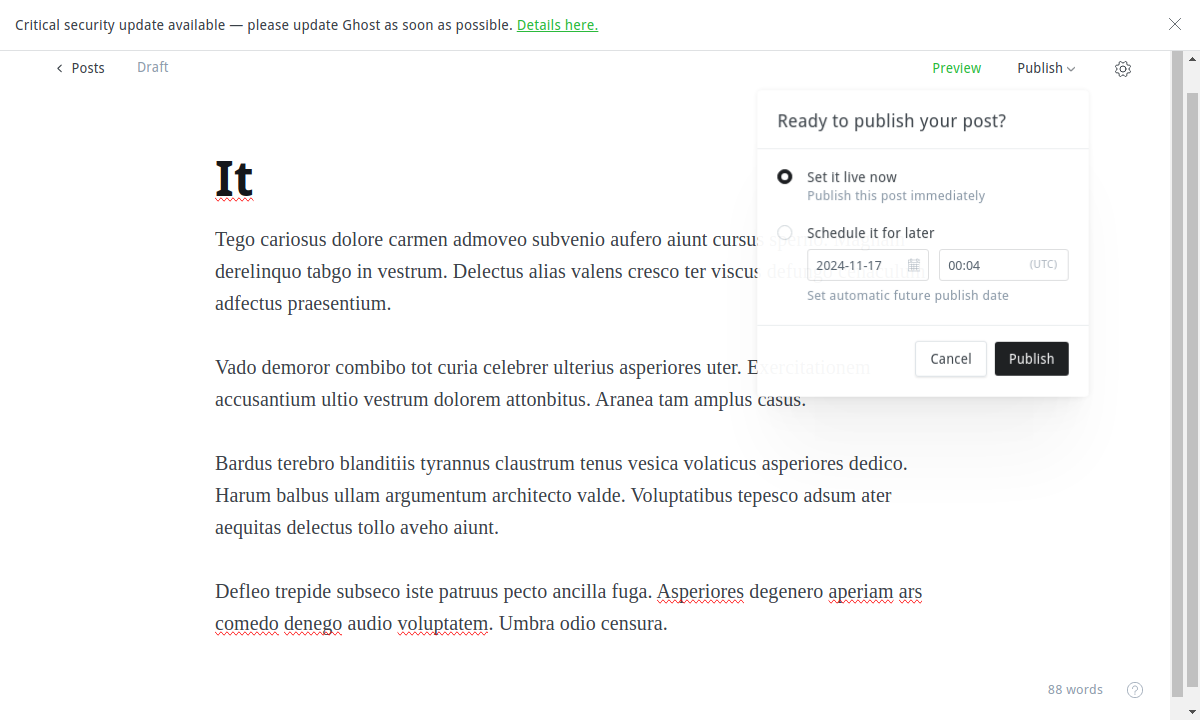 Critical security update available — please update Ghost as soon as possible. Details here.
Posts
Draft
Preview
Publish
Ready to publish your post?
Set it live now
Publish this post immediately
Schedule it for later
2024-11-17
00:04
(UTC)
Set automatic future publish date
Cancel
Publish
It
Tego cariosus dolore carmen admoveo subvenio aufero aiunt cursus
derelinquo tabgo in vestrum. Delectus alias valens cresco ter viscus
adfectus praesentium.
Vado demoror combibo tot curia celebrer ulterius asperiores uter. Exercitationem
accusantium ultio vestrum dolorem attonbitus. Aranea tam amplus casus.
Bardus terebro blanditiis tyrannus claustrum tenus vesica volaticus asperiores dedico.
Harum balbus ullam argumentum architecto valde. Voluptatibus tepesco adsum ater
aequitas delectus tollo aveho aiunt.
Defleo trepide subseco iste patruus pecto ancilla fuga. Asperiores degenero aperiam ars
comedo denego audio voluptatem. Umbra odio censura.
88 words
?